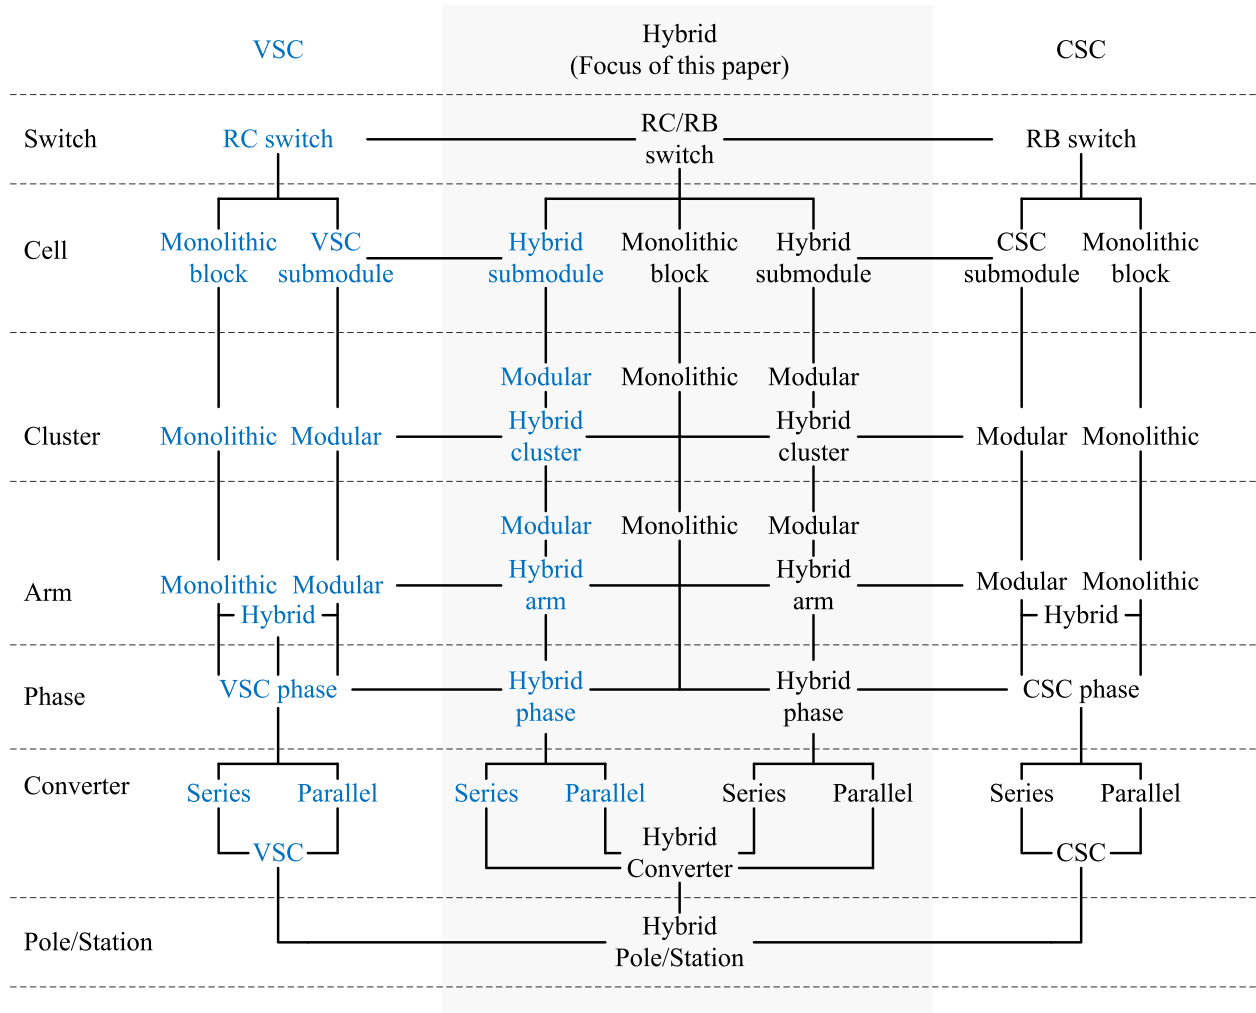 VSC
Hybrid
(Focus of this paper)
CSC
Switch
RC switch
RC/RB
switch
RB switch
Cell
Monolithic
block
VSC
submodule
Hybrid
submodule
Monolithic
block
Hybrid
submodule
CSC
submodule
Monolithic
block
Modular
Monolithic
Modular
Cluster
Monolithic
Modular
Hybrid
cluster
Hybrid
cluster
Modular
Monolithic
Modular
Monolithic
Modular
Arm
Monolithic
Modular
Hybrid
Hybrid
arm
Hybrid
arm
Modular
Monolithic
Hybrid
Phase
VSC phase
Hybrid
phase
Hybrid
phase
CSC phase
Converter
Series
Parallel
Series
Parallel
Series
Parallel
Series
Parallel
VSC
Hybrid
Converter
CSC
Pole/Station
Hybrid
Pole/Station